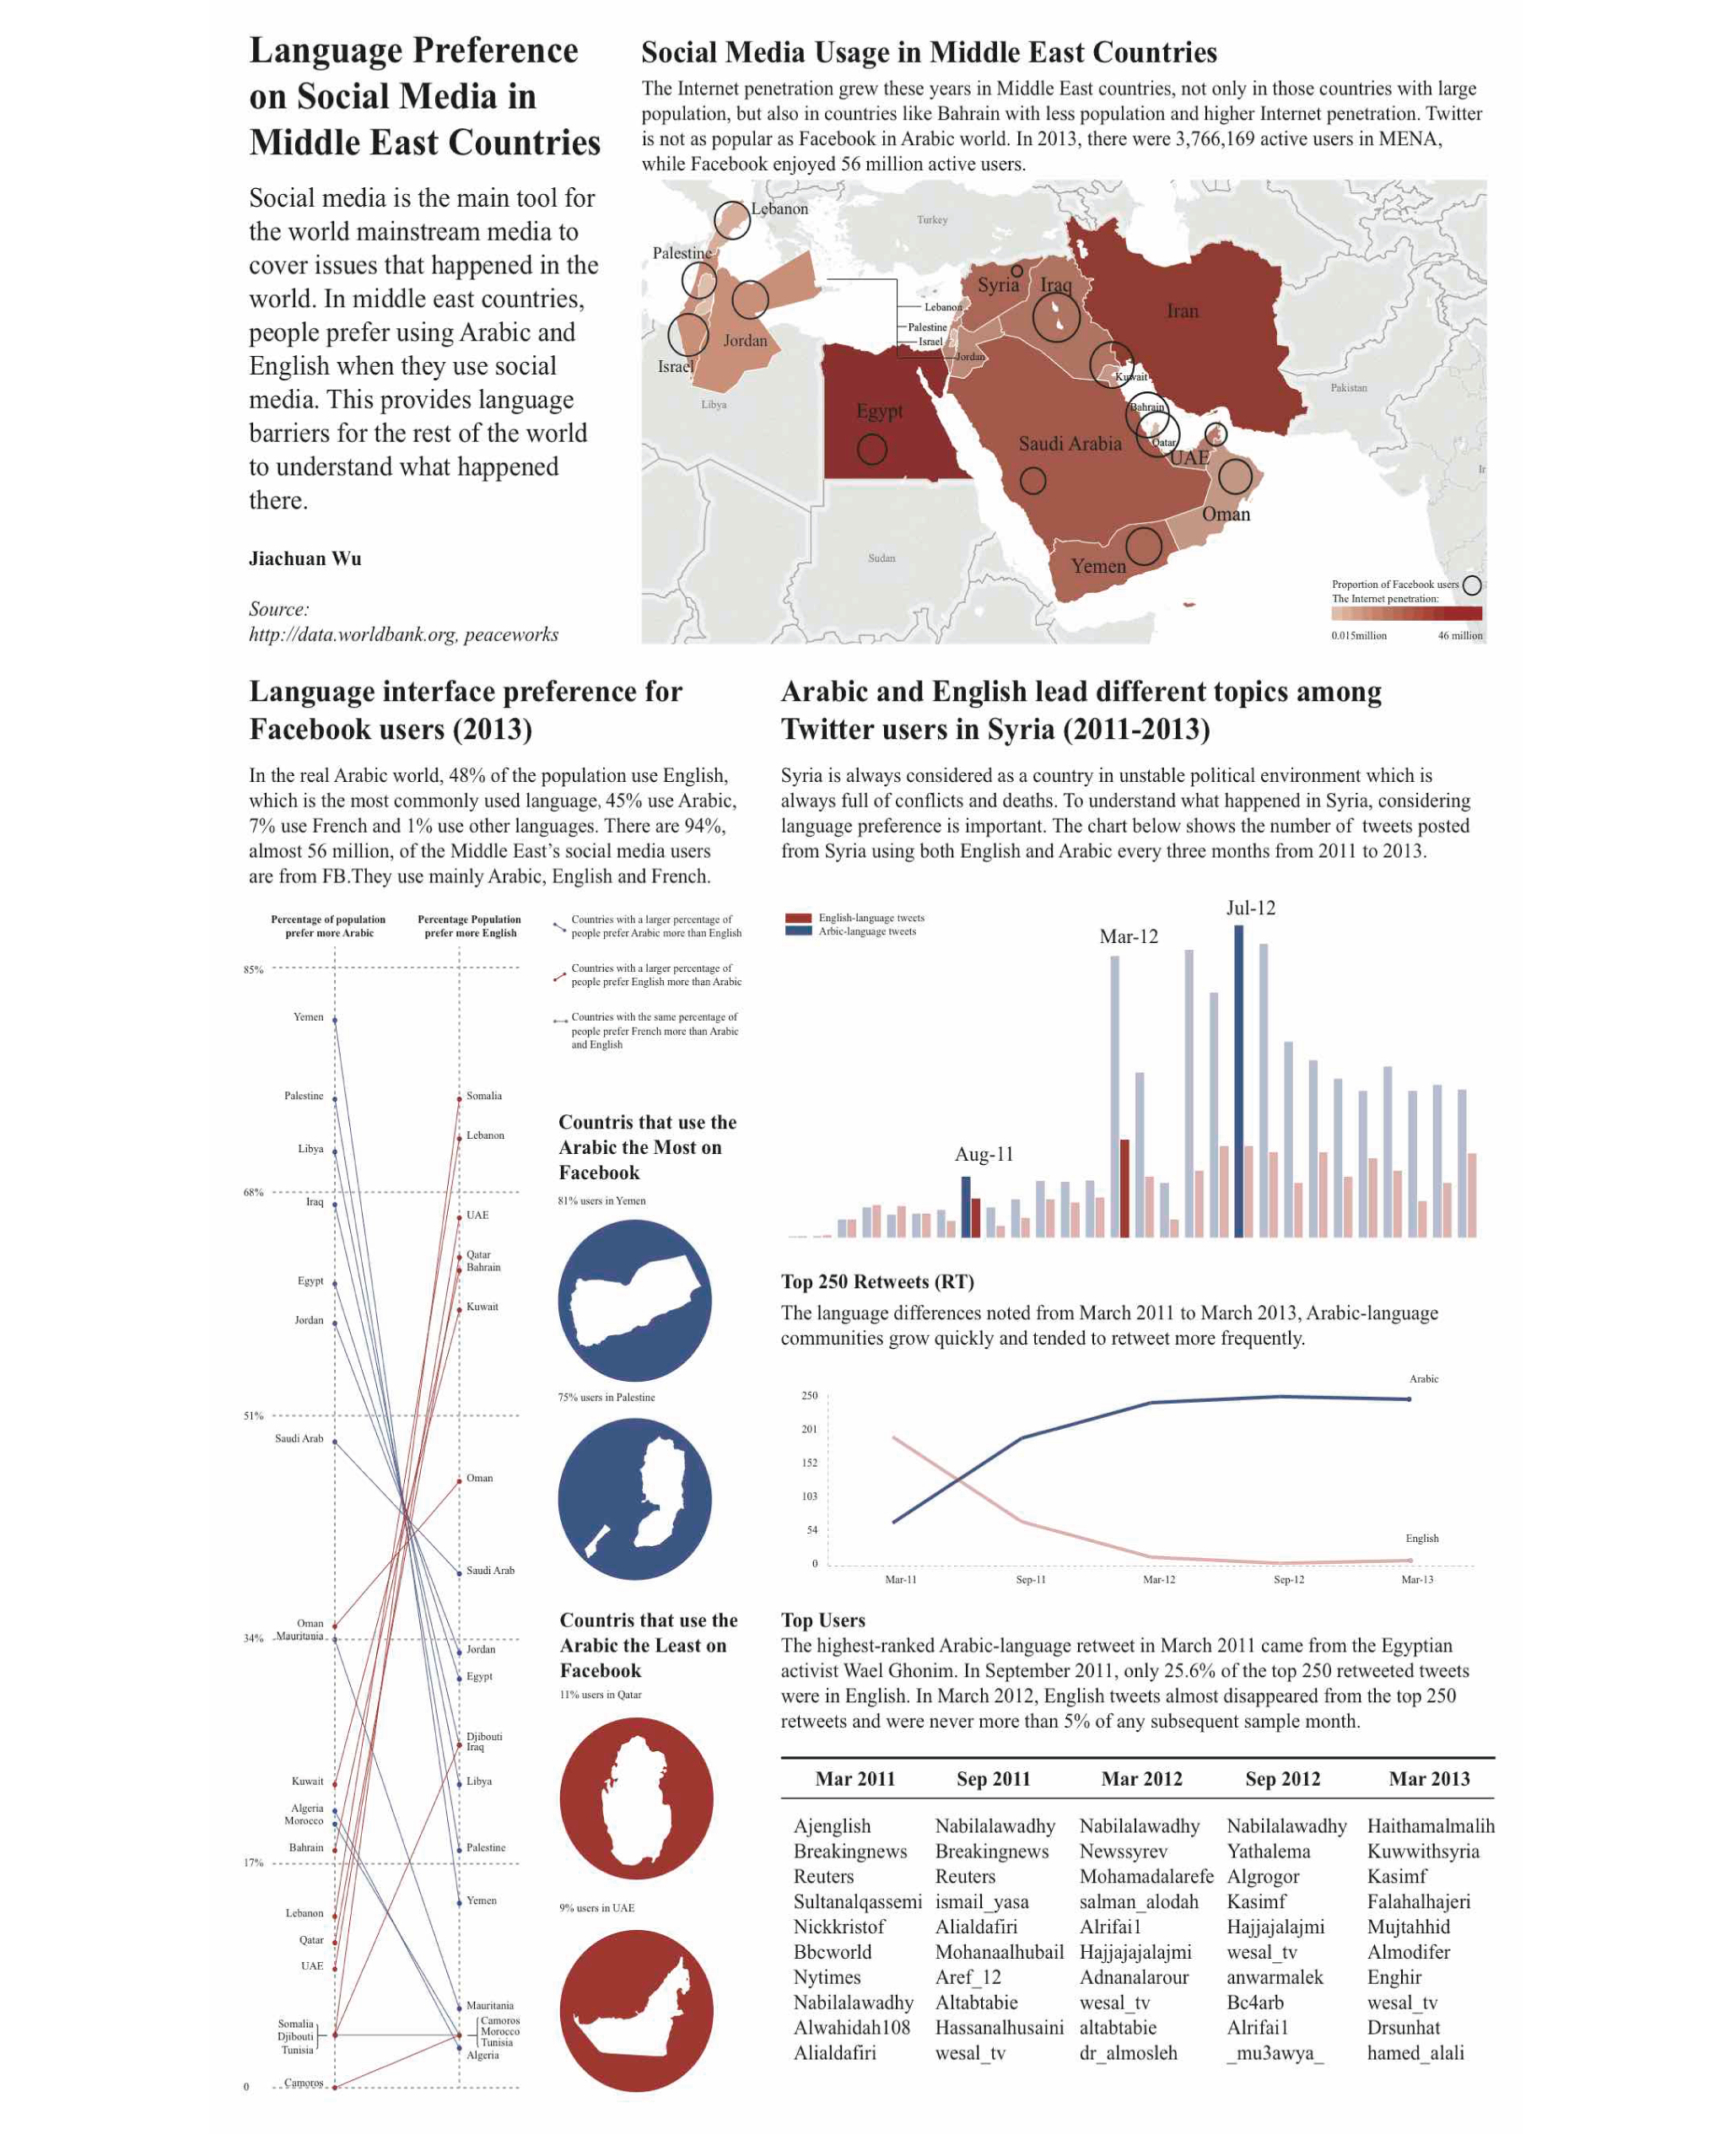 Language Preference
on Social Media in
Middle East Countries
Social media is the main tool for
the world mainstream media to
cover issues that happened in the
world. In middle east countries,
people prefer using Arabic and
English when they use social
media. This provides language
barriers for the rest of the world
to understand what happened
there.
Jiachuan Wu
Source:
http://data.worldbank.org, peaceworks
Social Media Usage in Middle East Countries
The Internet penetration grew these years in Middle East countries, not only in those countries with large
population, but also in countries like Bahrain with less population and higher Internet penetration. Twitter
is not as popular as Facebook in Arabic world. In 2013, there were 3,766,169 active users in MENA,
while Facebook enjoyed 56 million active users.
Lebanon
Palestine
Jordan
Israel
Libya
Turkey
Syria
Iraq
Iran
Lebanon
Palestine
Israel
Jordan
Kuwait
Pakistan
Egypt
Bahrain
Saudi Arabia
Qatar
UAE
Ir
Oman
Sudan
Yemen
Proportion of Facebook users
The Internet penetration:
0.015million
46 million
Language interface preference for
Facebook users (2013)
In the real Arabic world, 48% of the population use English,
which is the most commonly used language, 45% use Arabic,
7% use French and 1% use other languages. There are 94%,
almost 56 million, of the Middle East's social media users
are from FB.They use mainly Arabic, English and French.
Percentage of population
prefer more Arabic
Percentage Population
prefer more English
Countries with a larger percentage of
people prefer Arabic more than English
Countries with a larger percentage of
people prefer English more than Arabic
Countries with the same percentage of
people prefer French more than Arabic
and English
85%
Yemen
Palestine
Libya
68%
Iraq
Egypt
Jordan
51%
Saudi Arab
Oman
34%
Mauritania
Kuwait
Algeria
Morocco
Bahrain
17%
Lebanon
Qatar
UAE
Somalia
Djibouti
Tunisia
0
Camoros
Somalia
Lebanon
UAE
Qatar
Bahrain
Kuwait
Oman
Saudi Arab
Jordan
Egypt
Djibouti
Iraq
Libya
Palestine
Yemen
Mauritania
Camoros
Morocco
Tunisia
Algeria
Countris that use the
Arabic the Most on
Facebook
81% users in Yemen
75% users in Palestine
Countris that use the
Arabic the Least on
Facebook
11% users in Qatar
9% users in UAE
Arabic and English lead different topics among
Twitter users in Syria (2011-2013)
Syria is always considered as a country in unstable political environment which is
always full of conflicts and deaths. To understand what happened in Syria, considering
language preference is important. The chart below shows the number of tweets posted
from Syria using both English and Arabic every three months from 2011 to 2013.
English-language tweets
Arbic-language tweets
Aug-11
Mar-12
Jul-12
Top 250 Retweets (RT)
The language differences noted from March 2011 to March 2013, Arabic-language
communities grow quickly and tended to retweet more frequently.
250
201
152
103
54
0
Arabic
English
Mar-11
Sep-11
Mar-12
Sep-12
Mar-13
Top Users
The highest-ranked Arabic-language retweet in March 2011 came from the Egyptian
activist Wael Ghonim. In September 2011, only 25.6% of the top 250 retweeted tweets
were in English. In March 2012, English tweets almost disappeared from the top 250
retweets and were never more than 5% of any subsequent sample month.
Mar 2011 Sep 2011 Mar 2012 Sep 2012 Mar 2013
Ajenglish Nabilalawadhy Nabilalawadhy Nabilalawadhy Haithamalmalih
Breakingnews Breakingnews Newssyrev Yathalema Kuwwithsyria
Reuters Reuters Mohamadalarefe Algrogor Kasimf
Sultanalqassemi ismail_yasa salman_alodah Kasimf Falahalhajeri
Nickkristof Alialdafiri Alrifai1 Hajjajalajmi Mujtahhid
Bbcworld Mohanaalhubail Hajjajajalajmi wesal_tv Almodifer
Nytimes Aref_12 Adnanalarour anwarmalek Enghir
Nabilalawadhy Altabtabie wesal_tv Bc4arb wesal_tv
Alwahidah108 Hassanalhusaini altabtabie Alrifai1 Drsunhat
Alialdafiri wesal_tv dr_almosleh _mu3awya_ hamed_alali